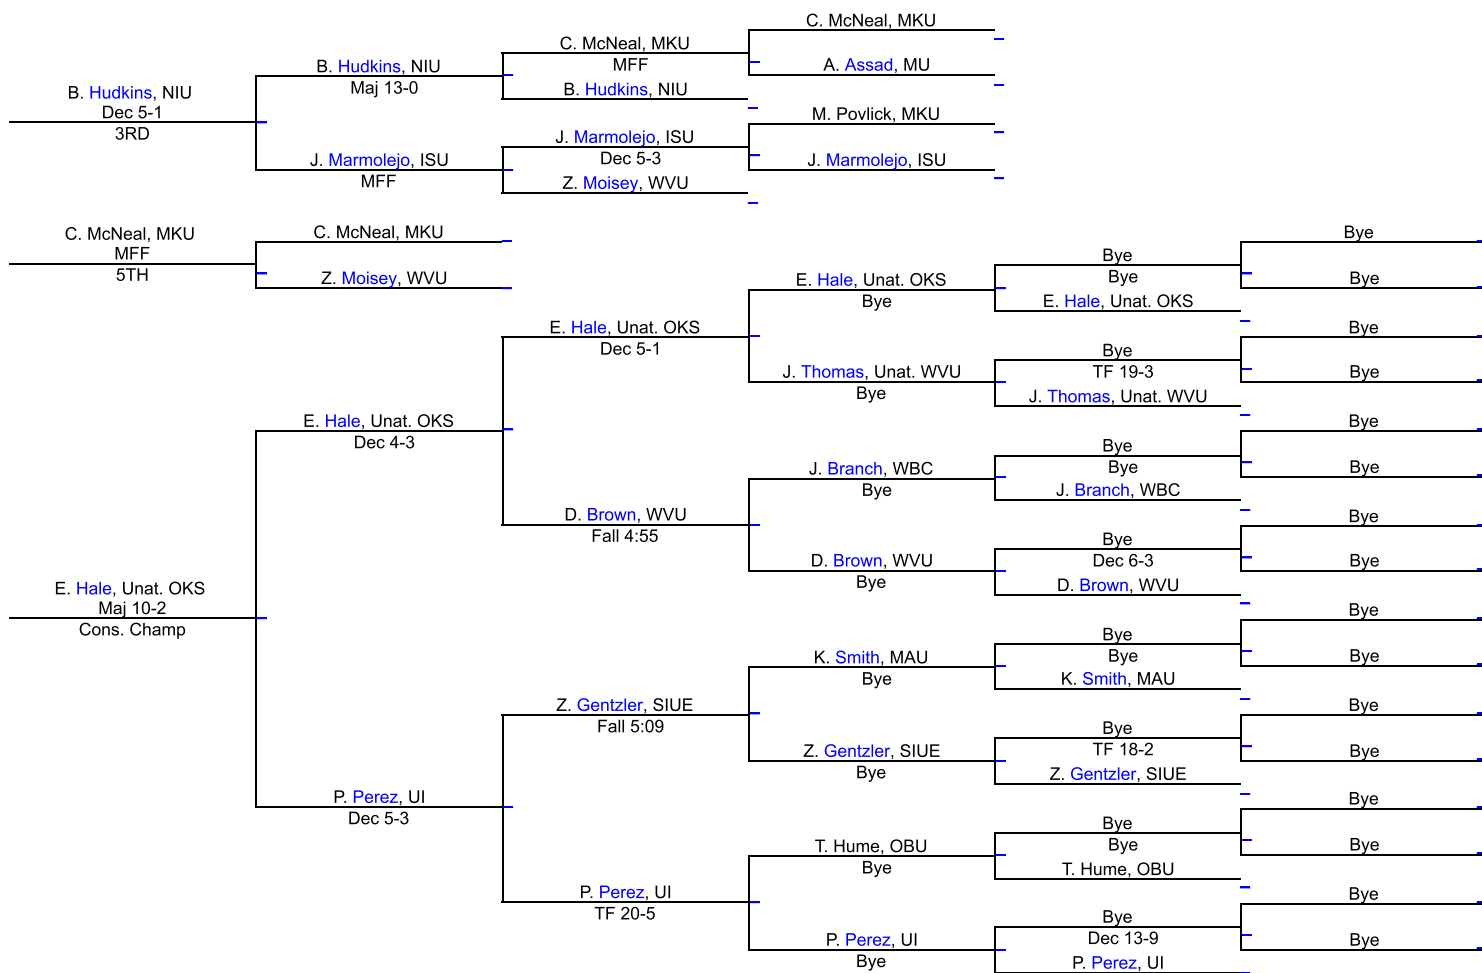 C. McNeal, MKU
C. McNeal, MKU
MFF
B. Hudkins, NIU
A. Assad, MU
Maj 13-0
B. Hudkins, NIU
B. Hudkins, NIU
Dec 5-1
3RD
M. Povlick, MKU
J. Marmolejo, ISU
Dec 5-3
J. Marmolejo, ISU
J. Marmolejo, ISU
MFF
Z. Moisey, WVU
C. McNeal, MKU
C. McNeal, MKU
MFF
5TH
Z. Moisey, WVU
Bye
Bye
Bye
Bye
E. Hale, Unat. OKS
Bye
E. Hale, Unat. OKS
E. Hale, Unat. OKS
Dec 5-1
Bye
Bye
TF 19-3
Bye
J. Thomas, Unat. WVU
Bye
J. Thomas, Unat. WVU
E. Hale, Unat. OKS
Dec 4-3
Bye
Bye
Bye
Bye
J. Branch, WBC
Bye
J. Branch, WBC
D. Brown, WVU
Fall 4:55
Bye
Bye
Dec 6-3
Bye
D. Brown, WVU
Bye
D. Brown, WVU
E. Hale, Unat. OKS
Maj 10-2
Cons. Champ
Bye
Bye
Bye
Bye
K. Smith, MAU
Bye
K. Smith, MAU
Z. Gentzler, SIUE
Fall 5:09
Bye
Bye
TF 18-2
Bye
Z. Gentzler, SIUE
Bye
Z. Gentzler, SIUE
P. Perez, UI
Dec 5-3
Bye
Bye
Bye
Bye
T. Hume, OBU
Bye
T. Hume, OBU
P. Perez, UI
TF 20-5
Bye
Bye
Dec 13-9
Bye
P. Perez, UI
Bye
P. Perez, UI